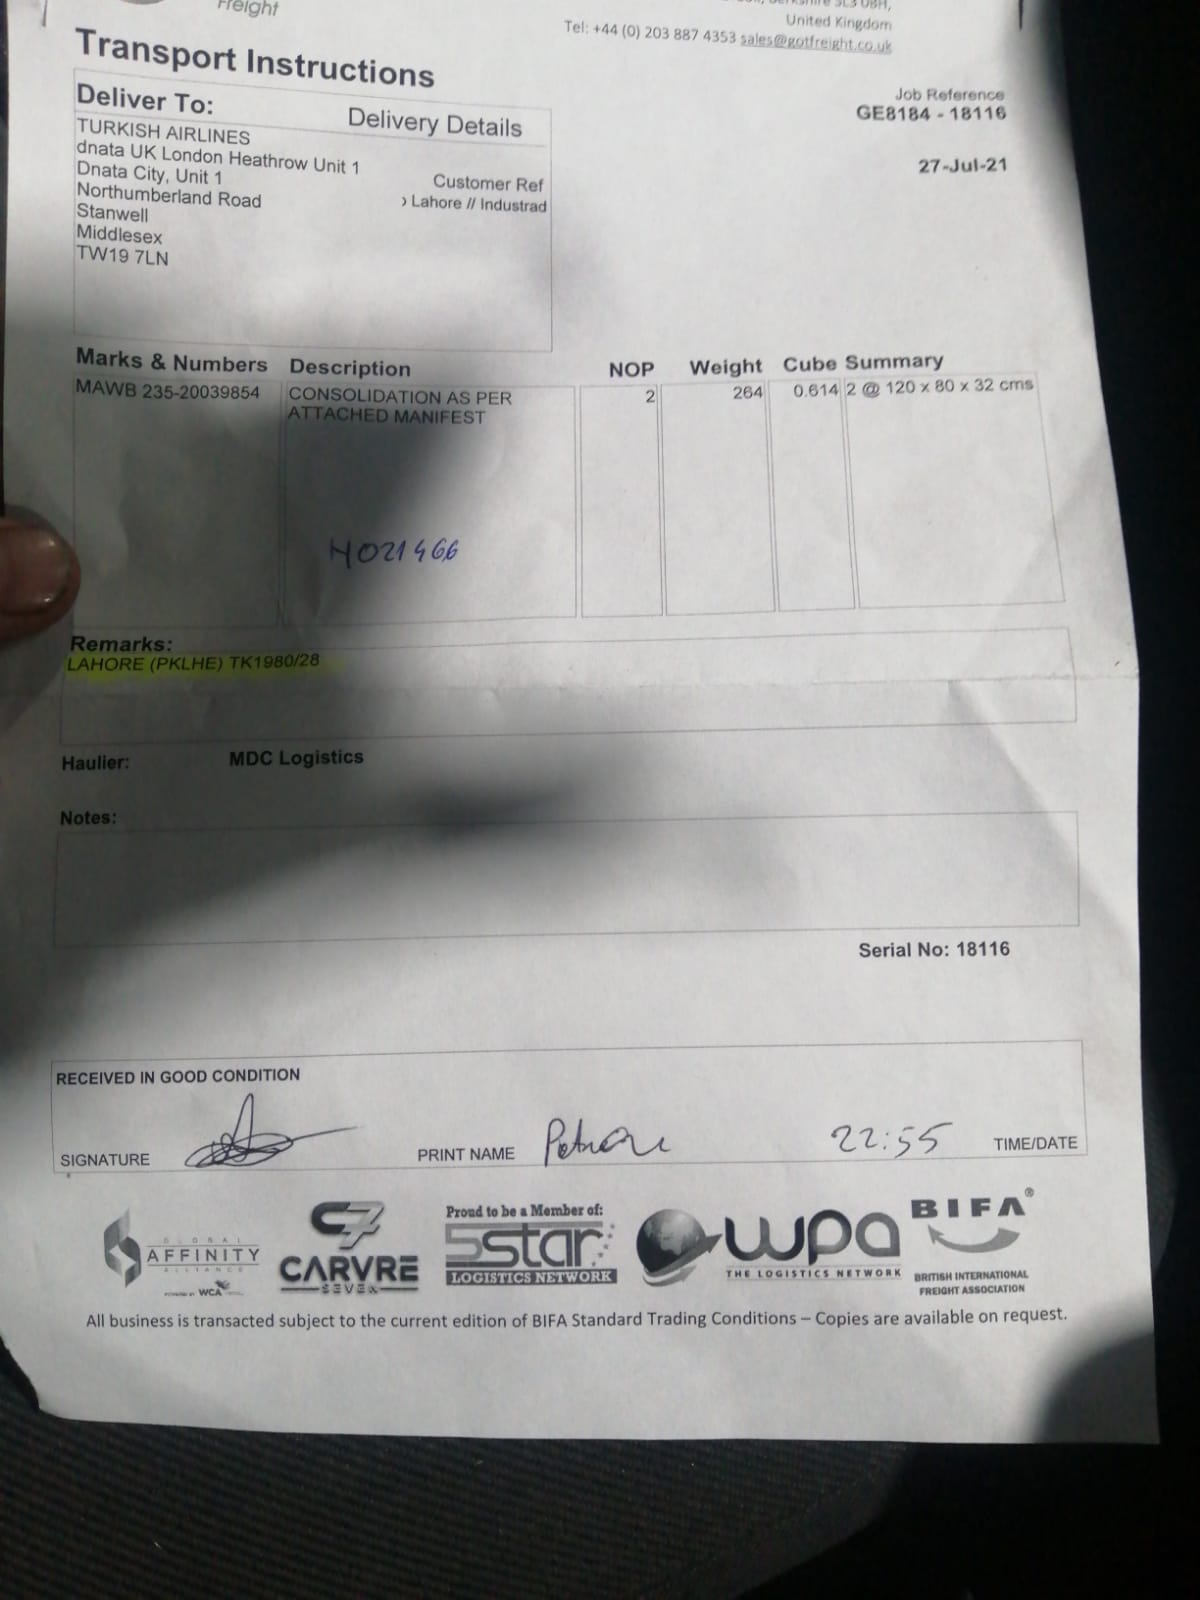 Freight
United Kingdom
Tel: +44 (0) 203 887 4353 sales@gotfreight.co.uk
Transport Instructions
Job Reference
GE8184 - 18116
27-Jul-21
Deliver To:
Delivery Details
TURKISH AIRLINES
dnata UK London Heathrow Unit 1
Dnata City, Unit 1
Northumberland Road
Stanwell
Middlesex
TW19 7LN
Customer Ref
Lahore // Industrad
Marks & Numbers Description NOP Weight Cube Summary
MAWB 235-20039854 CONSOLIDATION AS PER 2 264 0.614 2 @ 120 x 80 x 32 cms
ATTACHED MANIFEST
H021466
Remarks:
LAHORE (PKLHE) TK1980/28
Haulier: MDC Logistics
Notes:
Serial No: 18116
RECEIVED IN GOOD CONDITION
SIGNATURE PRINT NAME 22:55 TIME/DATE
GLOBAL
AFFINITY
ALLIANCE
WCA
C7
CARVRE
SEVEN
Proud to be a Member of:
5star
LOGISTICS NETWORK
wpa
THE LOGISTICS NETWORK
BIFA®
BRITISH INTERNATIONAL
FREIGHT ASSOCIATION
All business is transacted subject to the current edition of BIFA Standard Trading Conditions – Copies are available on request.